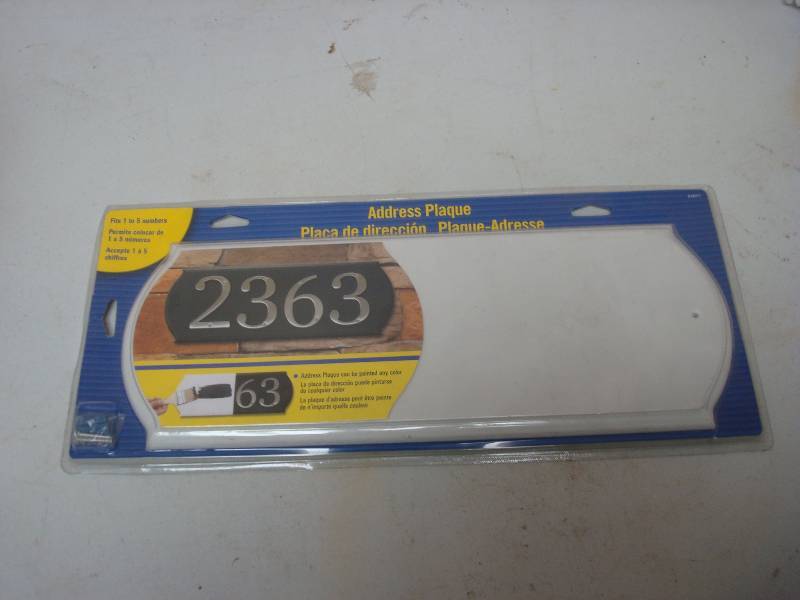 Fits 1 to 5 numbers
Permite colocar de
1 a 5 números
Accepte 1 à 5
chiffres
Address Plaque
Placa de dirección Plaque-Adresse
2363
63
Address Plaque can be painted any color
La placa de dirección puede pintarse
de cualquier color
La plaque d'adresse peut être peinte
de n'importe quelle couleur